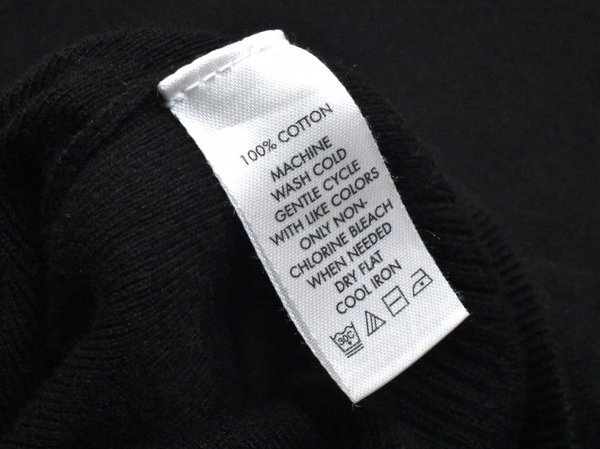 100% COTTON
MACHINE
WASH COLD
GENTLE CYCLE
WITH LIKE COLORS
ONLY NON-
CHLORINE BLEACH
WHEN NEEDED
DRY FLAT
COOL IRON
30C